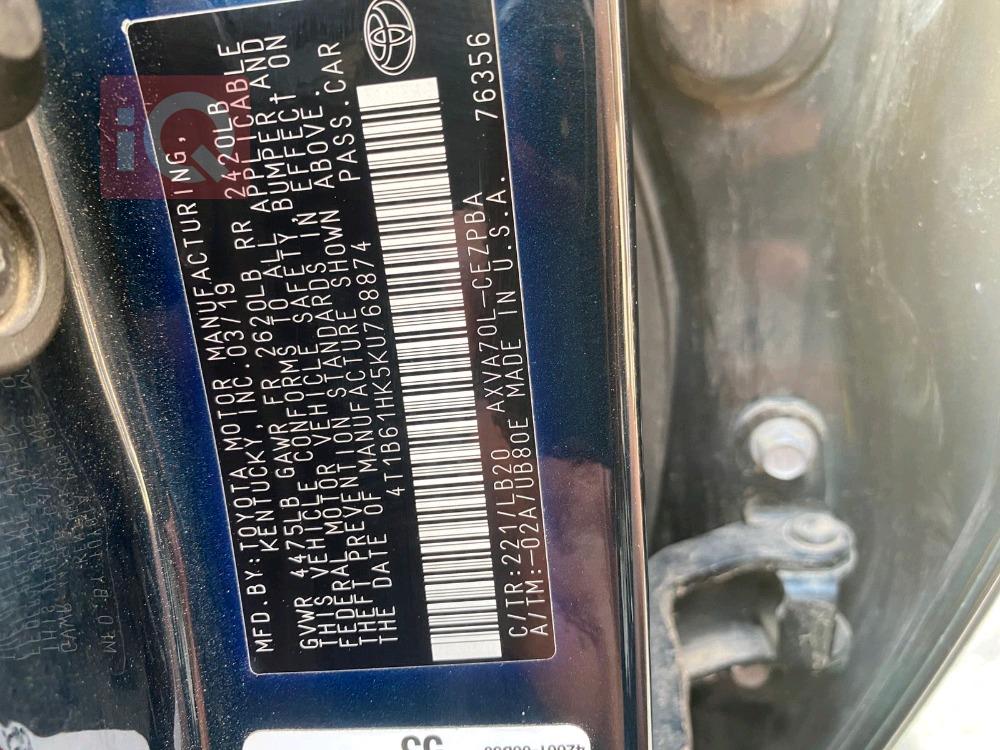 MFD.BY:TOYOTA MOTOR MANUFACTURING,
KENTUCKY, INC. 03/19
GVWR 4475LB GAWR FR 2620LB RR 2420LB
THIS VEHICLE CONFORMS TO ALL APPLICABLE
FEDERAL MOTOR VEHICLE SAFETY, BUMPER, AND
THEFT PREVENTION STANDARDS IN EFFECT ON
THE DATE OF MANUFACTURE SHOWN ABOVE.
4T1B61HK5KU768874 PASS.CAR
C/TR:221/LB20 AXVA70L-CEZPBA 76356
A/TM:-02A/UB80E MADE IN U.S.A.
iQ